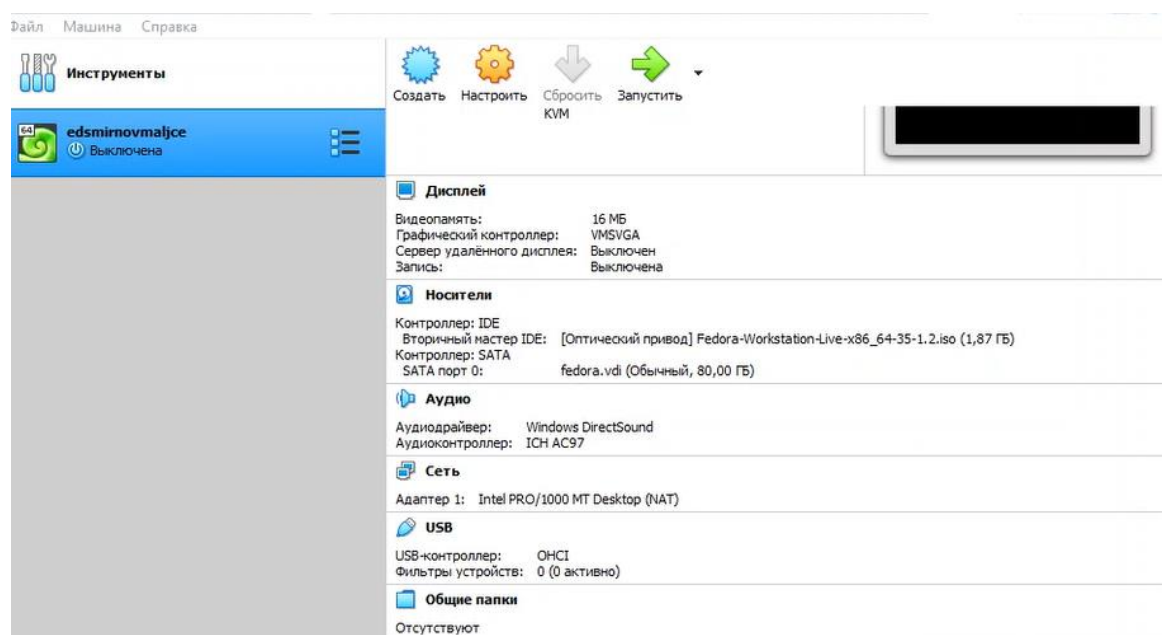 Файл Машина Справка
Инструменты
Создать Настроить Сбросить Запустить
KVM
64
edsmirnovmaljce
Выключена
Дисплей
Видеопамять: 16 МБ
Графический контроллер: VMSVGA
Сервер удалённого дисплея: Выключен
Запись: Выключена
Носители
Контроллер: IDE
Вторичный мастер IDE: [Оптический привод] Fedora-Workstation-Live-x86_64-35-1.2.iso (1,87 ГБ)
Контроллер: SATA
SATA порт 0: fedora.vdi (Обычный, 80,00 ГБ)
Аудио
Аудиодрайвер: Windows DirectSound
Аудиоконтроллер: ICH AC97
Сеть
Адаптер 1: Intel PRO/1000 MT Desktop (NAT)
USB
USB-контроллер: OHCI
Фильтры устройств: 0 (0 активно)
Общие папки
Отсутствуют